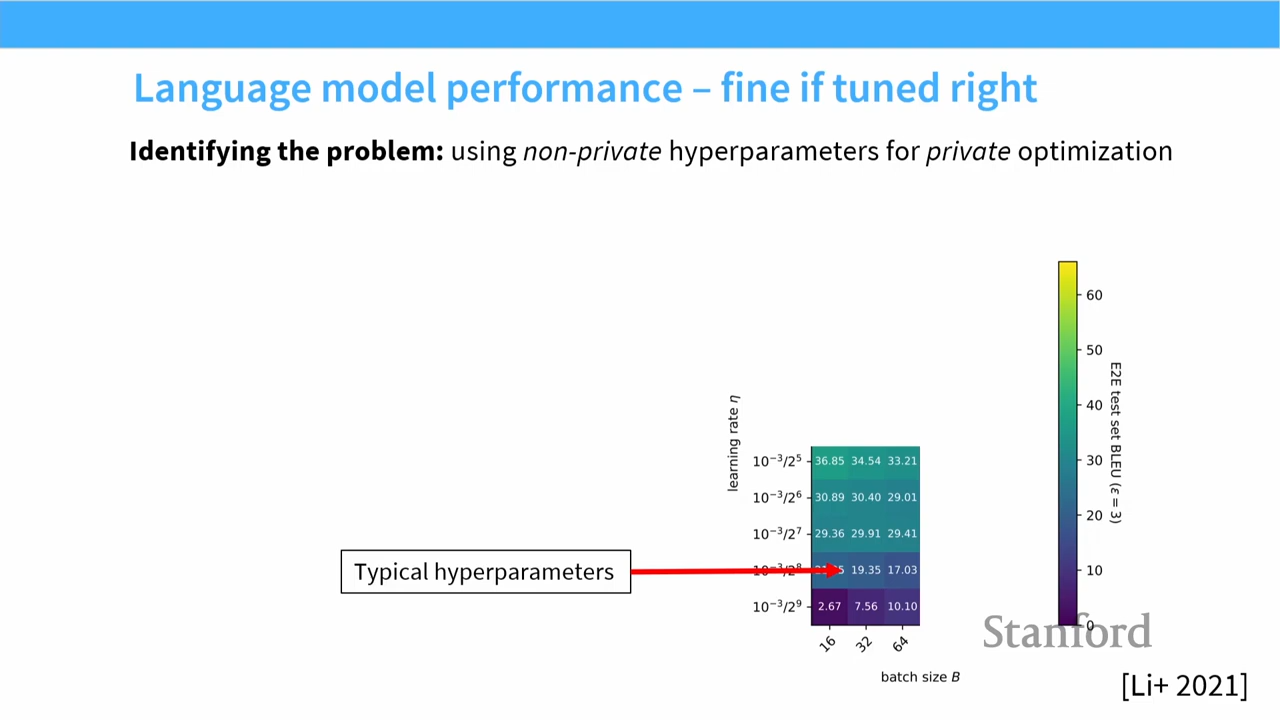 Language model performance – fine if tuned right
Identifying the problem: using non-private hyperparameters for private optimization
Typical hyperparameters
learning rate η
10⁻³/2⁵ 36.85 34.54 33.21
10⁻³/2⁶ 30.89 30.40 29.01
10⁻³/2⁷ 29.36 29.91 29.41
10⁻³/2⁸ 19.35 17.03
10⁻³/2⁹ 2.67 7.56 10.10
16 32 64
batch size B
60
50
40
30
20
10
0
E2E test set BLEU (ε = 3)
Stanford
[Li+ 2021]